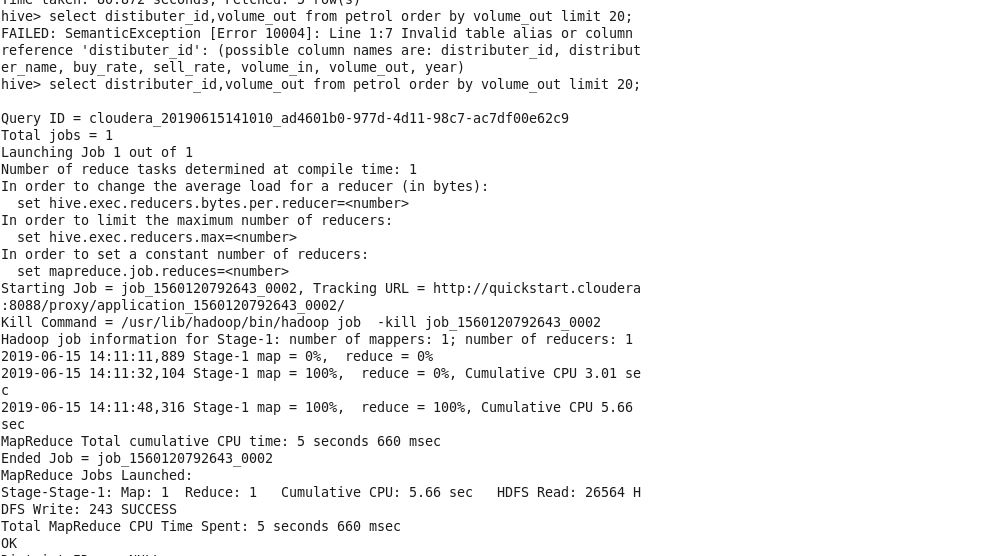 Time taken: 80.872 seconds, Fetched: 5 row(s)
hive> select distibuter_id,volume_out from petrol order by volume_out limit 20;
FAILED: SemanticException [Error 10004]: Line 1:7 Invalid table alias or column
reference 'distibuter_id': (possible column names are: distributer_id, distribut
er_name, buy_rate, sell_rate, volume_in, volume_out, year)
hive> select distributer_id,volume_out from petrol order by volume_out limit 20;
Query ID = cloudera_20190615141010_ad4601b0-977d-4d11-98c7-ac7df00e62c9
Total jobs = 1
Launching Job 1 out of 1
Number of reduce tasks determined at compile time: 1
In order to change the average load for a reducer (in bytes):
  set hive.exec.reducers.bytes.per.reducer=<number>
In order to limit the maximum number of reducers:
  set hive.exec.reducers.max=<number>
In order to set a constant number of reducers:
  set mapreduce.job.reduces=<number>
Starting Job = job_1560120792643_0002, Tracking URL = http://quickstart.cloudera
:8088/proxy/application_1560120792643_0002/
Kill Command = /usr/lib/hadoop/bin/hadoop job  -kill job_1560120792643_0002
Hadoop job information for Stage-1: number of mappers: 1; number of reducers: 1
2019-06-15 14:11:11,889 Stage-1 map = 0%,  reduce = 0%
2019-06-15 14:11:32,104 Stage-1 map = 100%,  reduce = 0%, Cumulative CPU 3.01 se
c
2019-06-15 14:11:48,316 Stage-1 map = 100%,  reduce = 100%, Cumulative CPU 5.66
sec
MapReduce Total cumulative CPU time: 5 seconds 660 msec
Ended Job = job_1560120792643_0002
MapReduce Jobs Launched:
Stage-Stage-1: Map: 1  Reduce: 1   Cumulative CPU: 5.66 sec   HDFS Read: 26564 H
DFS Write: 243 SUCCESS
Total MapReduce CPU Time Spent: 5 seconds 660 msec
OK